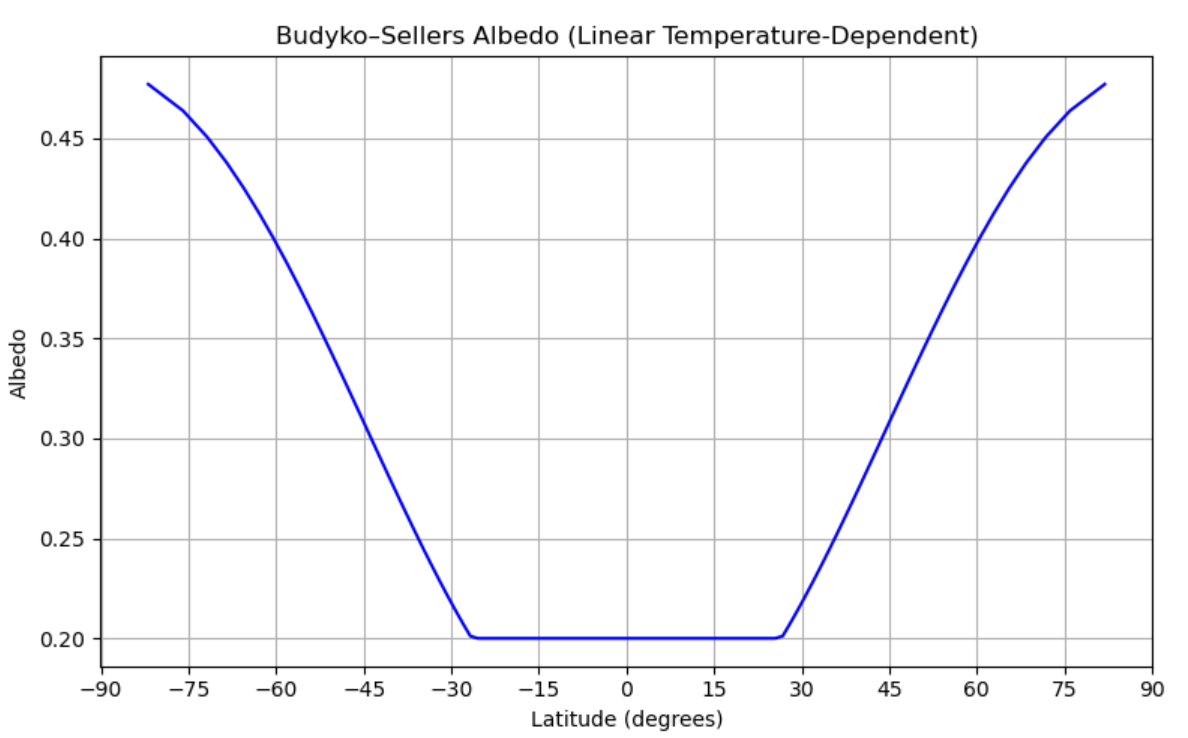 Budyko–Sellers Albedo (Linear Temperature-Dependent)
0.45
0.40
0.35
0.30
0.25
0.20
Albedo
−90 −75 −60 −45 −30 −15 0 15 30 45 60 75 90
Latitude (degrees)